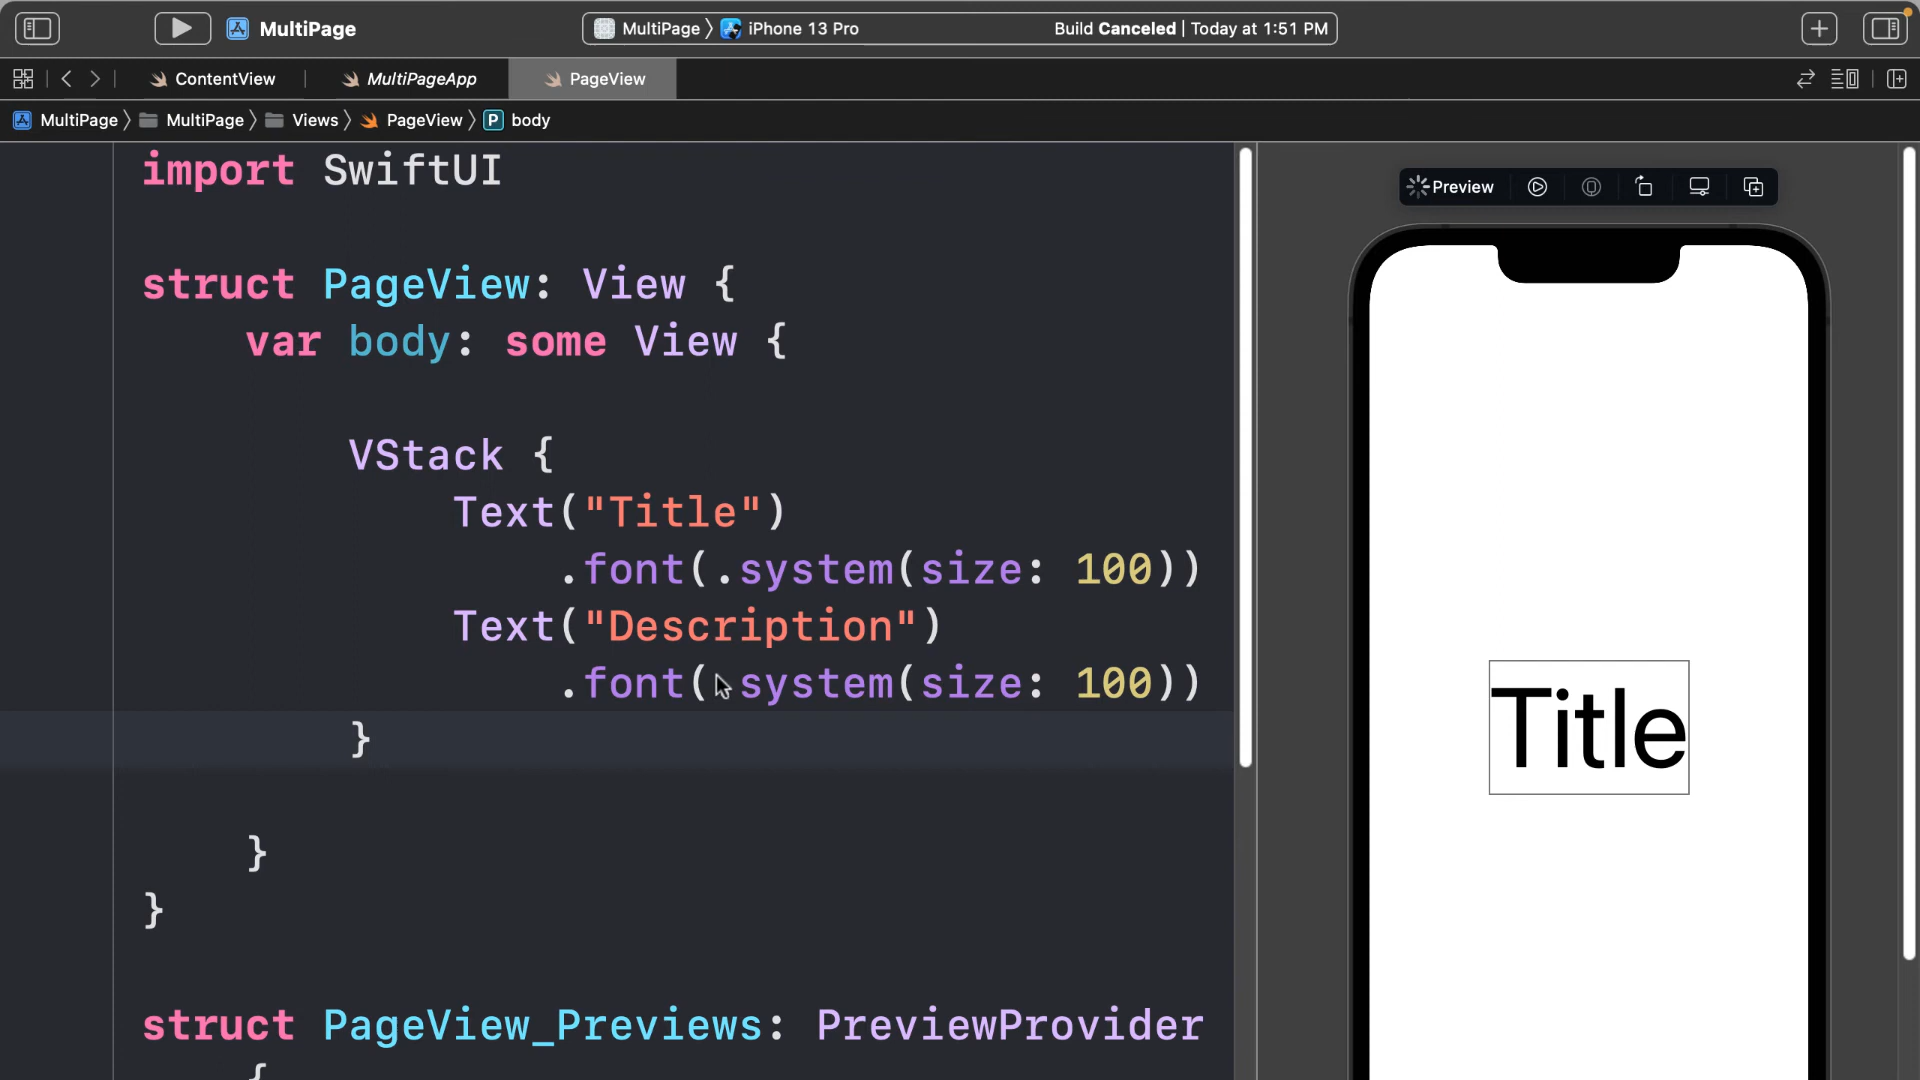 MultiPage
MultiPage 〉 iPhone 13 Pro
Build Canceled | Today at 1:51 PM
ContentView
MultiPageApp
PageView
MultiPage 〉 MultiPage 〉 Views 〉 PageView 〉 P body
import SwiftUI
struct PageView: View {
var body: some View {
VStack {
Text("Title")
.font(.system(size: 100))
Text("Description")
.font(.system(size: 100))
}
}
}
struct PageView_Previews: PreviewProvider
{
Preview
Title